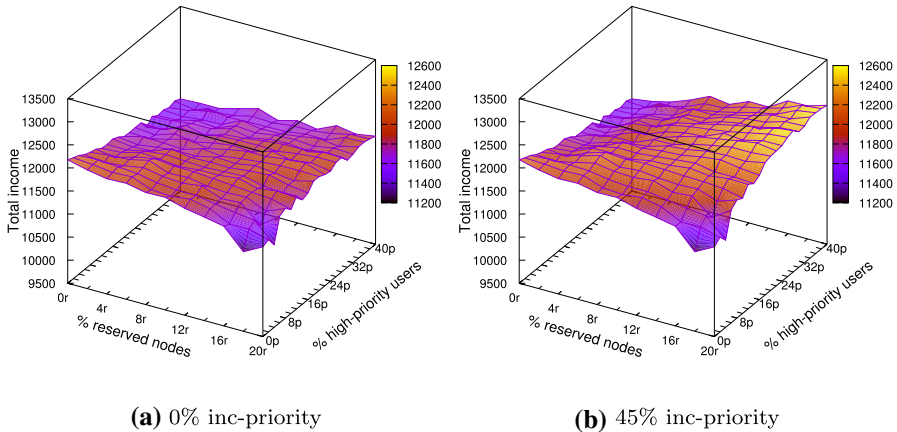 13500
13000
12500
12000
11500
11000
10500
10000
9500
Total income
0r
4r
8r
12r
16r
20r
% reserved nodes
0p
8p
16p
24p
32p
40p
% high-priority users
12600
12400
12200
12000
11800
11600
11400
11200
(a) 0% inc-priority
13500
13000
12500
12000
11500
11000
10500
10000
9500
Total income
0r
4r
8r
12r
16r
20r
% reserved nodes
0p
8p
16p
24p
32p
40p
% high-priority users
12600
12400
12200
12000
11800
11600
11400
11200
(b) 45% inc-priority